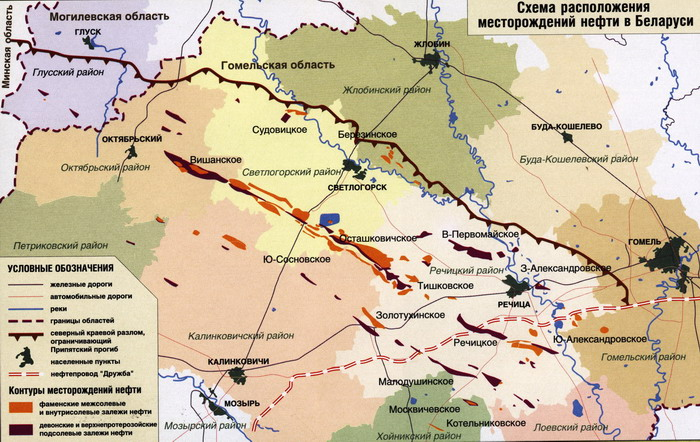 Схема расположения
месторождений нефти в Беларуси
Могилевская область
ГЛУСК
Минская область
Глусский район
Гомельская область
ЖЛОБИН
Жлобинский район
Судовицкое
Березинское
БУДА-КОШЕЛЕВО
Буда-Кошелевский район
ОКТЯБРЬСКИЙ
Октябрьский район
Вишанское
Светлогорский район
СВЕТЛОГОРСК
Петриковский район
Осташковичское
В-Первомайское
ГОМЕЛЬ
Ю-Сосновское
Речицкий район
З-Александровское
Тишковское
РЕЧИЦА
Золотухинское
Калинковичский район
Речицкое
Ю-Александровское
Гомельский район
КАЛИНКОВИЧИ
Малодушинское
МОЗЫРЬ
Москвичевское
Мозырский район
Котельниковское
Хойникский район
Лоевский район
УСЛОВНЫЕ ОБОЗНАЧЕНИЯ
железные дороги
автомобильные дороги
реки
границы областей
северный краевой разлом,
ограничивающий
Припятский прогиб
населенные пункты
нефтепровод "Дружба"
Контуры месторождений нефти
фаменские межсолевые
и внутрисолевые залежи нефти
девонские и верхнепротерозойские
подсолевые залежи нефти